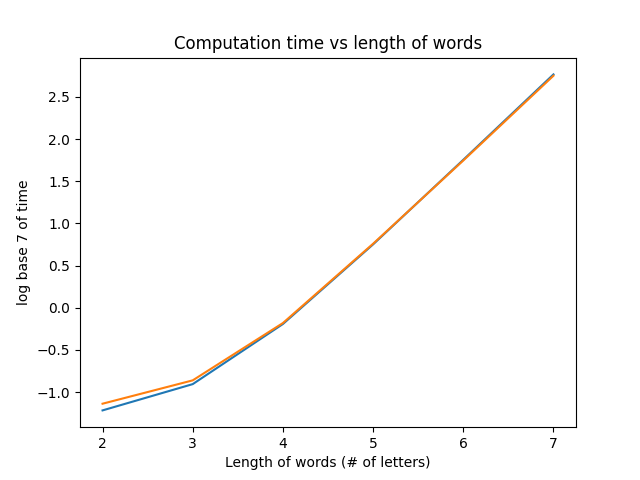 Computation time vs length of words
log base 7 of time
2.5
2.0
1.5
1.0
0.5
0.0
−0.5
−1.0
2 3 4 5 6 7
Length of words (# of letters)